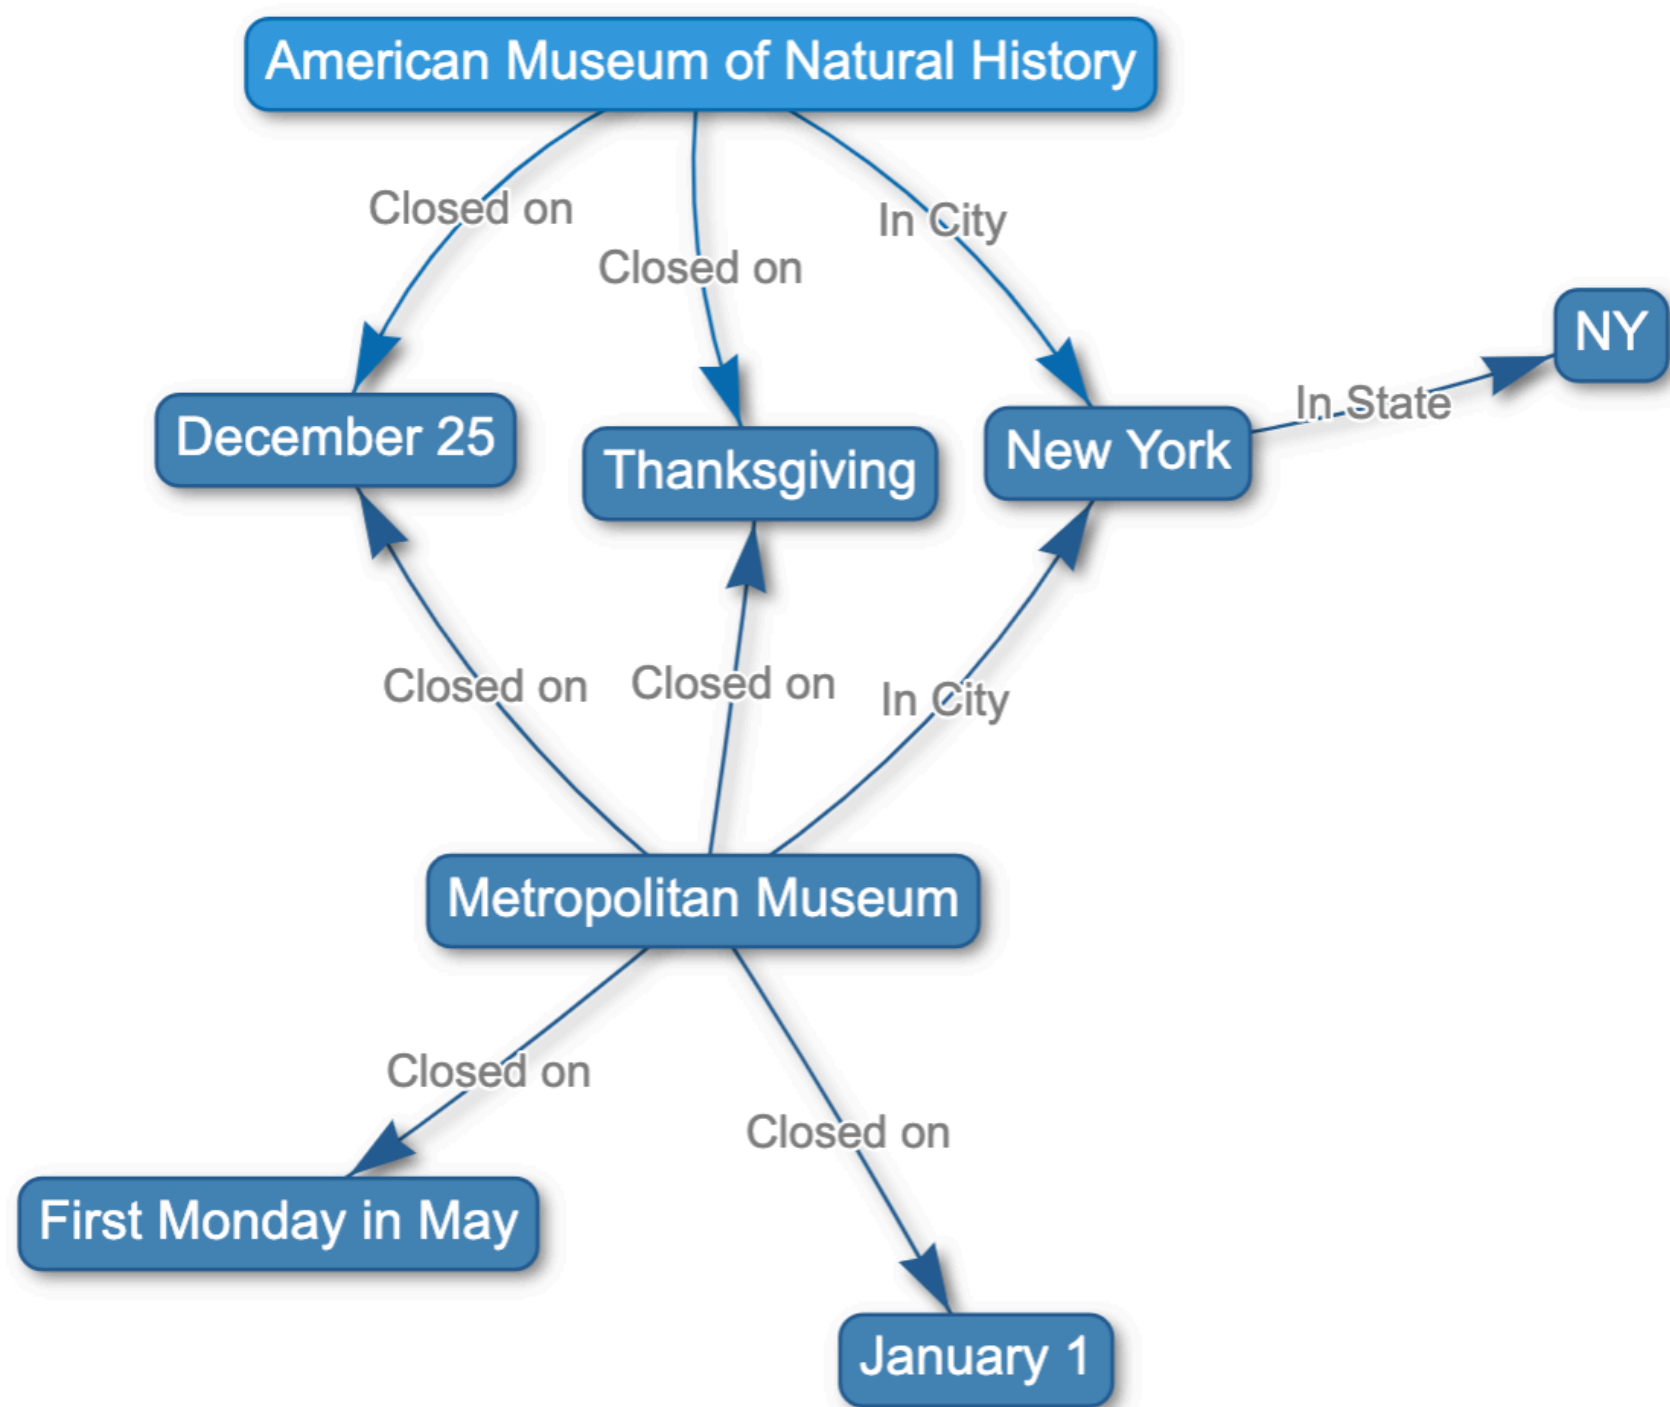 American Museum of Natural History
Closed on
In City
Closed on
NY
In State
December 25
Thanksgiving
New York
Closed on
Closed on
In City
Metropolitan Museum
Closed on
Closed on
First Monday in May
January 1